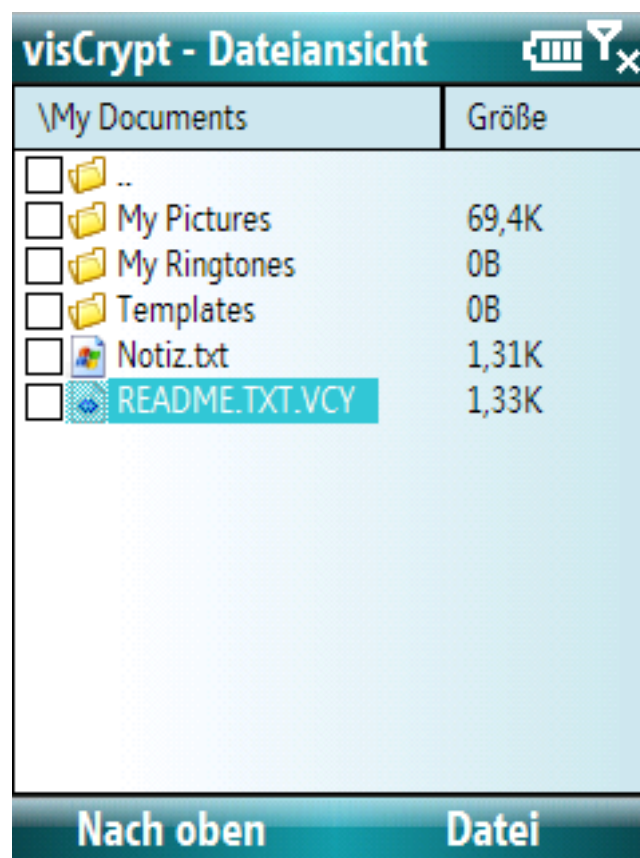 visCrypt - Dateiansicht
\My Documents Größe
..
My Pictures 69,4K
My Ringtones 0B
Templates 0B
Notiz.txt 1,31K
README.TXT.VCY 1,33K
Nach oben Datei